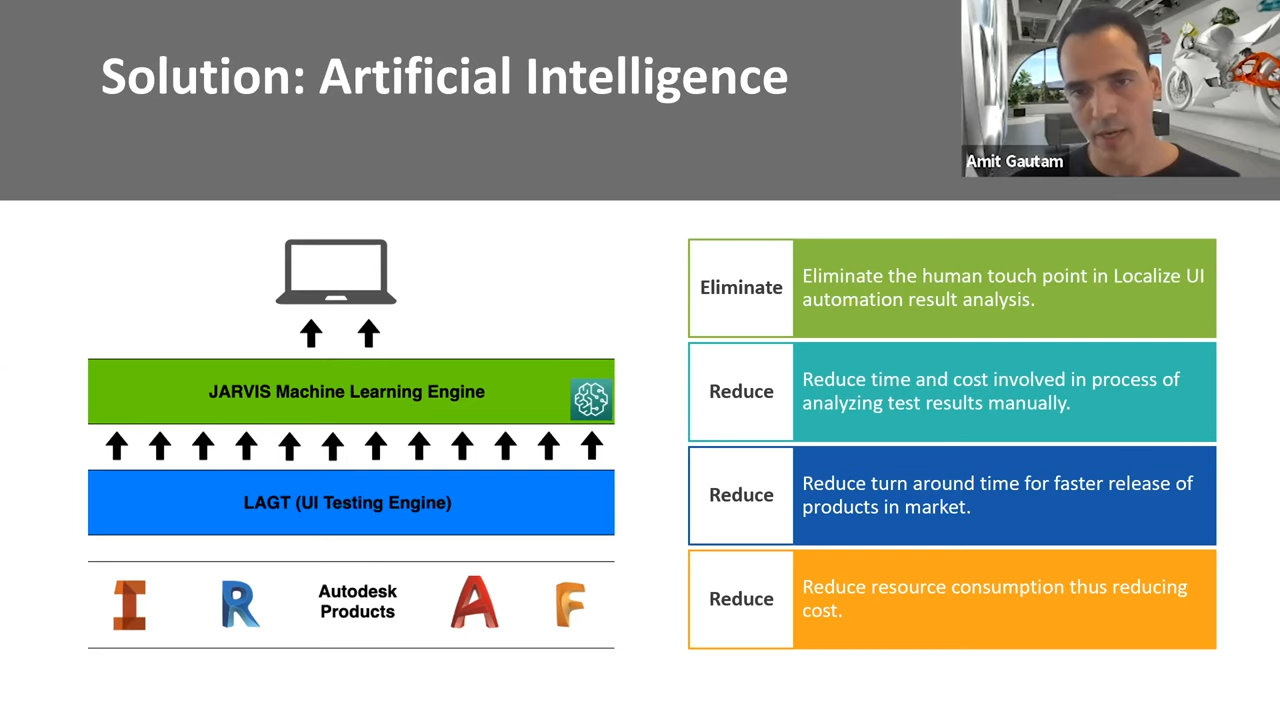 Solution: Artificial Intelligence
Amit Gautam
JARVIS Machine Learning Engine
LAGT (UI Testing Engine)
I
R
Autodesk
Products
A
F
Eliminate
Eliminate the human touch point in Localize UI
automation result analysis.
Reduce
Reduce time and cost involved in process of
analyzing test results manually.
Reduce
Reduce turn around time for faster release of
products in market.
Reduce
Reduce resource consumption thus reducing
cost.